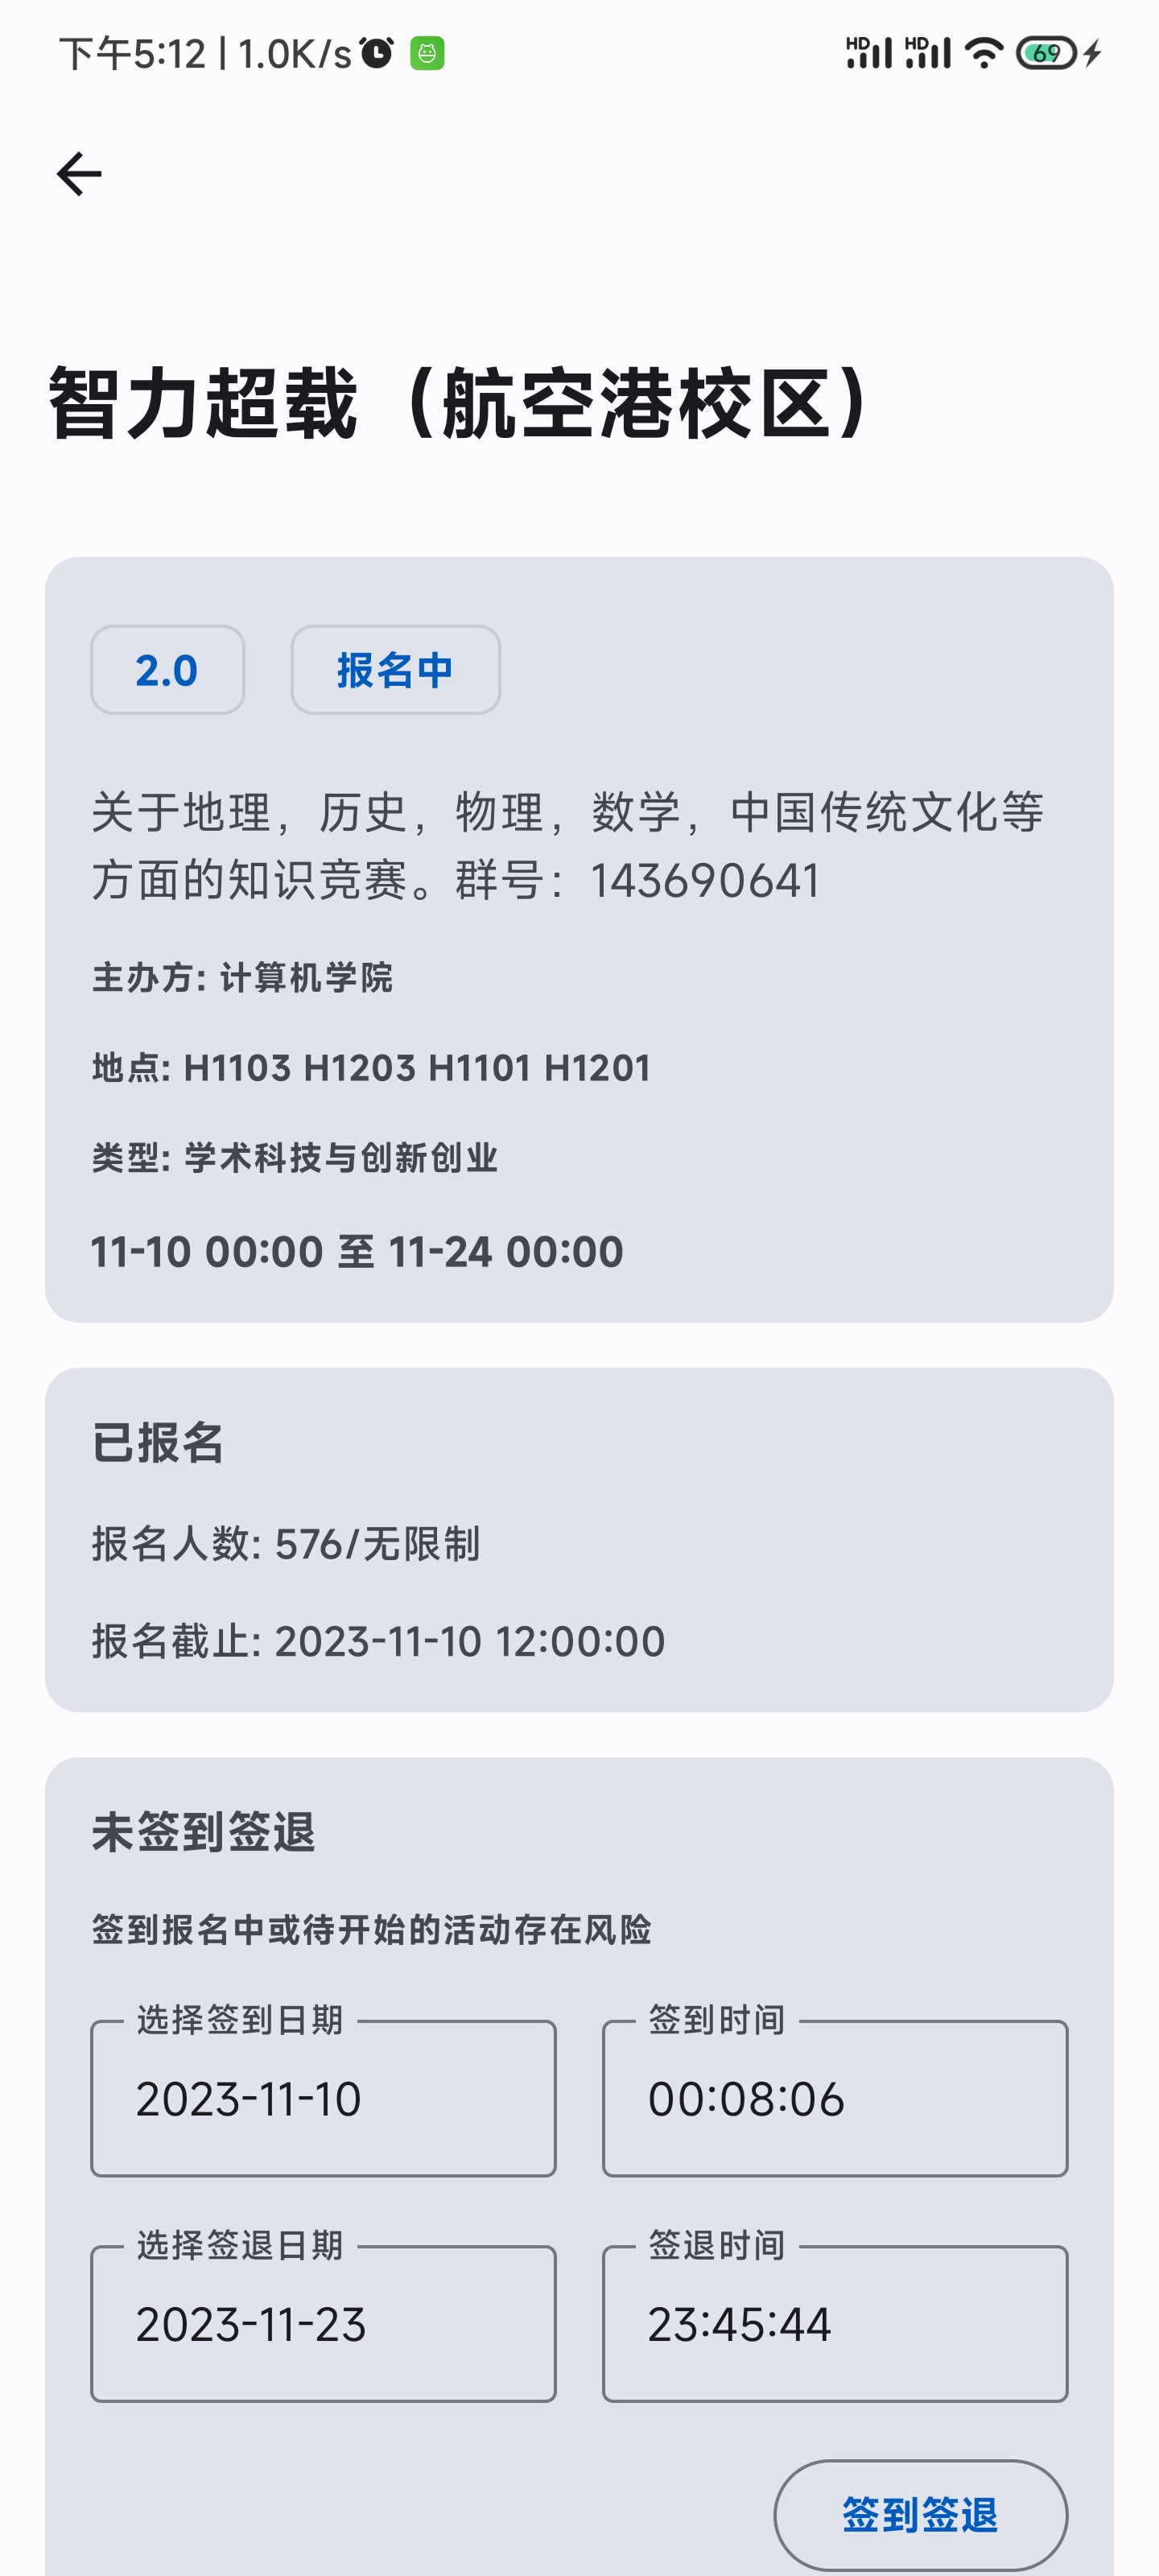 下午5:12 | 1.0K/s
HD HD 69
智力超载（航空港校区）
2.0 报名中
关于地理，历史，物理，数学，中国传统文化等
方面的知识竞赛。群号：143690641
主办方: 计算机学院
地点: H1103 H1203 H1101 H1201
类型: 学术科技与创新创业
11-10 00:00 至 11-24 00:00
已报名
报名人数: 576/无限制
报名截止: 2023-11-10 12:00:00
未签到签退
签到报名中或待开始的活动存在风险
选择签到日期 签到时间
2023-11-10 00:08:06
选择签退日期 签退时间
2023-11-23 23:45:44
签到签退